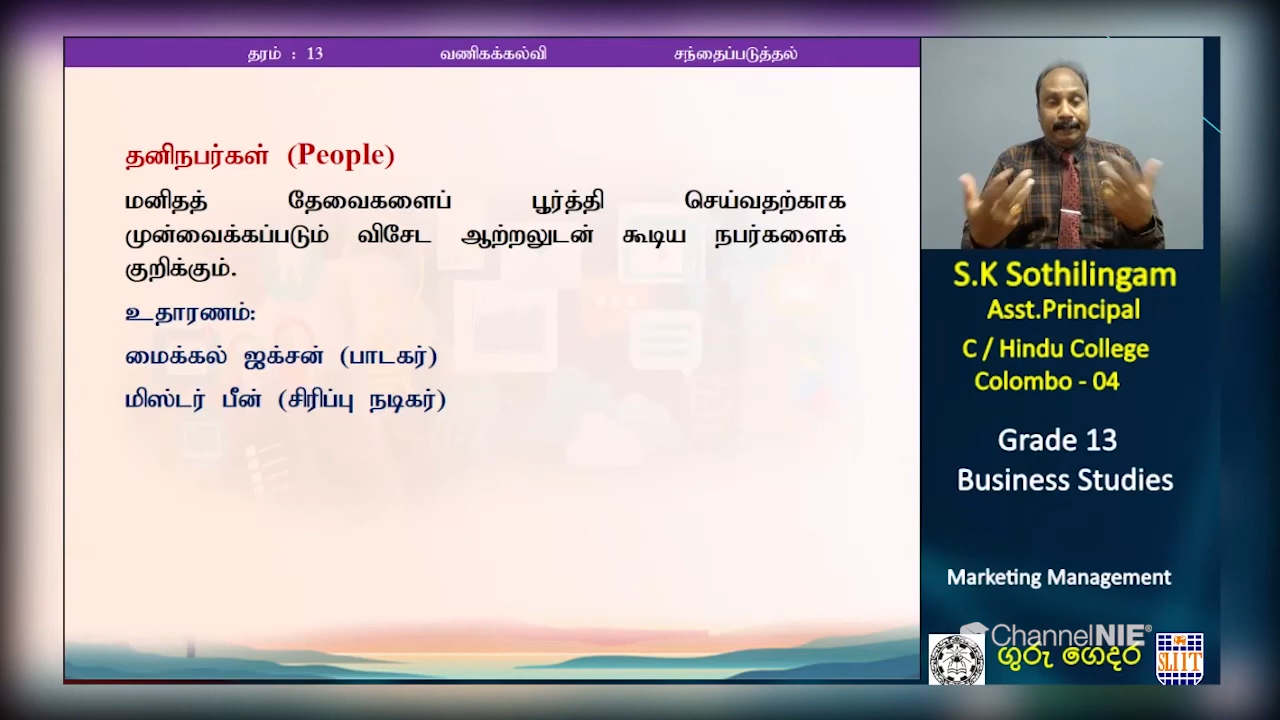 தரம் : 13 வணிகக்கல்வி சந்தைப்படுத்தல்
தனிநபர்கள் (People)
மனிதத் தேவைகளைப் பூர்த்தி செய்வதற்காக
முன்வைக்கப்படும் விசேட ஆற்றலுடன் கூடிய நபர்களைக்
குறிக்கும்.
உதாரணம்:
மைக்கல் ஜக்சன் (பாடகர்)
மிஸ்டர் பீன் (சிரிப்பு நடிகர்)
S.K Sothilingam
Asst.Principal
C / Hindu College
Colombo - 04
Grade 13
Business Studies
Marketing Management
ChannelNIE®
ගුරු ගෙදර
SLIIT